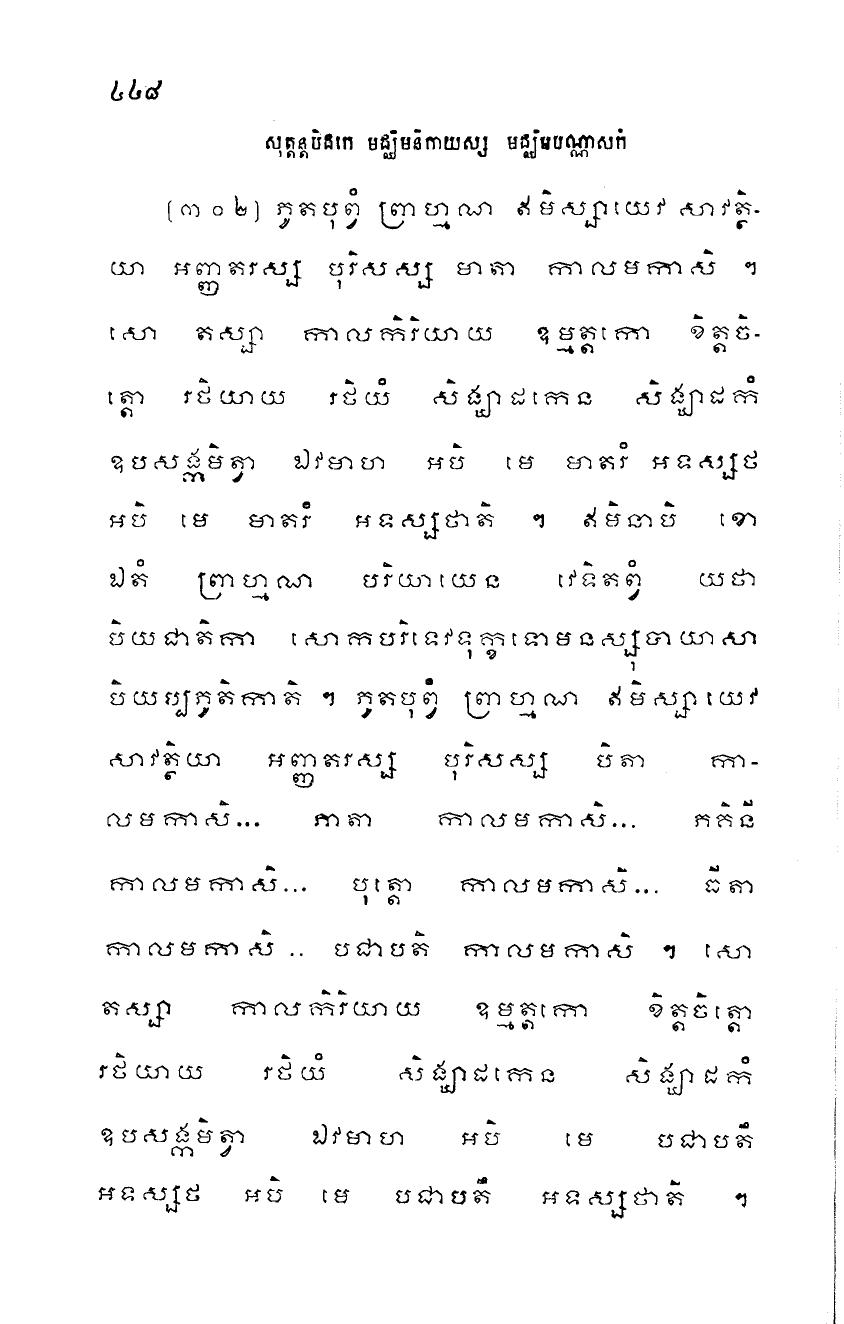 ៤៤៨
សុត្តន្តបិដកេ មជ្ឈិមនិកាយស្ស មជ្ឈិមបណ្ណាសកំ
[៣០២] ភូតបុព្វំ ព្រាហ្មណ ឥមិស្សាយេវ សាវត្ថិ-
យា អញ្ញតរស្ស បុរិសស្ស មាតា កាលមកាសិ ។
សោ តស្សា កាលកិរិយាយ ឧម្មត្តកោ ខិត្តចិ-
ត្តោ រថិយាយ រថិយំ សិង្ឃាដកេន សិង្ឃាដកំ
ឧបសង្កមិត្វា ឯវមាហ អបិ មេ មាតរំ អទស្សថ
អបិ មេ មាតរំ អទស្សថាតិ ។ ឥមិនាបិ ខោ
ឯតំ ព្រាហ្មណ បរិយាយេន វេទិតព្វំ យថា
បិយជាតិកា សោកបរិទេវទុក្ខទោមនស្សុបាយាសា
បិយប្បភូតិកាតិ ។ ភូតបុព្វំ ព្រាហ្មណ ឥមិស្សាយេវ
សាវត្ថិយា អញ្ញតរស្ស បុរិសស្ស បិតា កា-
លមកាសិ... ភាតា កាលមកាសិ... ភគិនី
កាលមកាសិ... បុត្តោ កាលមកាសិ... ធីតា
កាលមកាសិ .. បជាបតិ កាលមកាសិ ។ សោ
តស្សា កាលកិរិយាយ ឧម្មត្តកោ ខិត្តចិត្តោ
រថិយាយ រថិយំ សិង្ឃាដកេន សិង្ឃាដកំ
ឧបសង្កមិត្វា ឯវមាហ អបិ មេ បជាបតឹ
អទស្សថ អបិ មេ បជាបតឹ អទស្សថាតិ ។